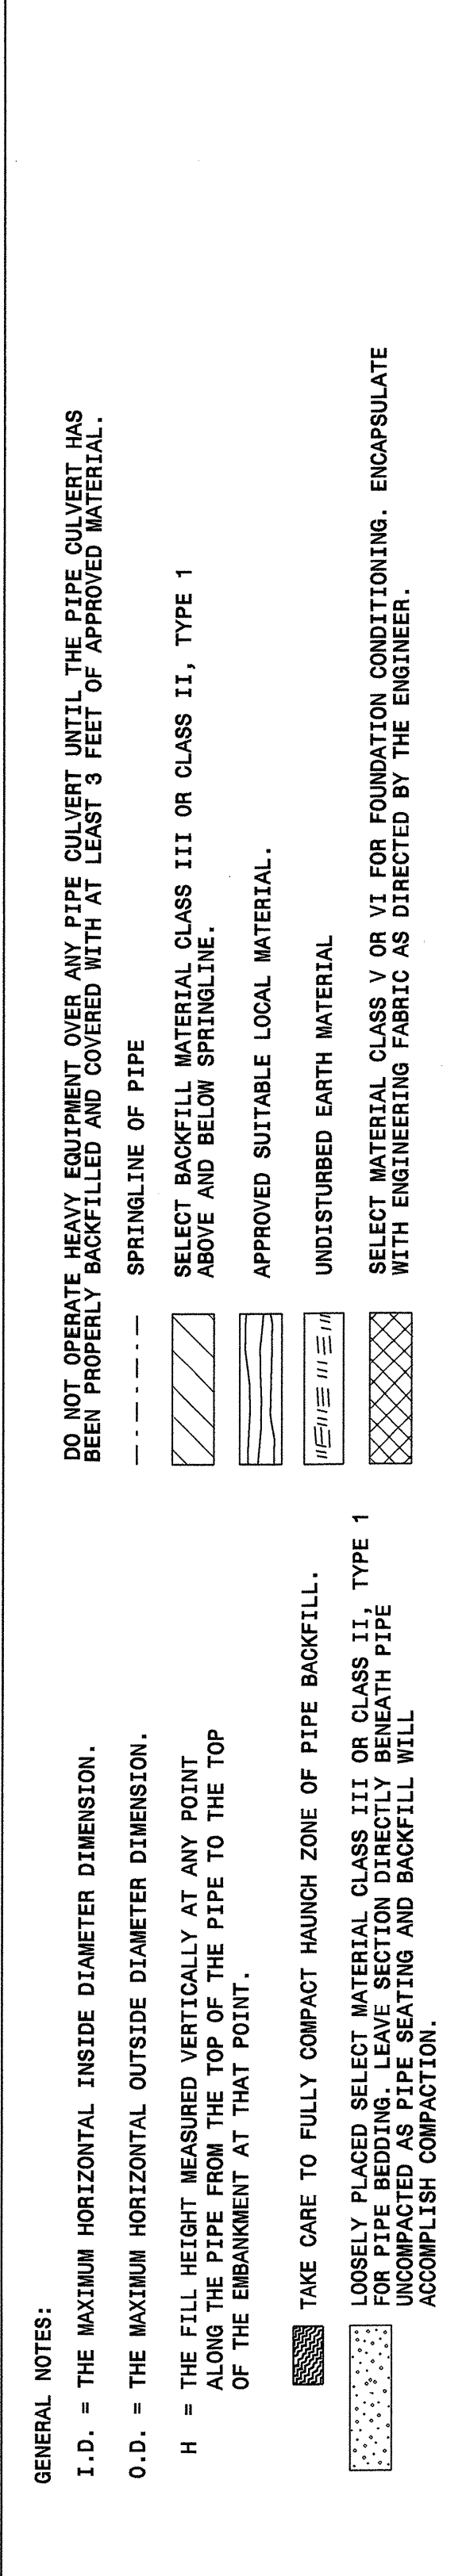 GENERAL NOTES:
I.D. = THE MAXIMUM HORIZONTAL INSIDE DIAMETER DIMENSION.
O.D. = THE MAXIMUM HORIZONTAL OUTSIDE DIAMETER DIMENSION.
H = THE FILL HEIGHT MEASURED VERTICALLY AT ANY POINT
ALONG THE PIPE FROM THE TOP OF THE PIPE TO THE TOP
OF THE EMBANKMENT AT THAT POINT.
TAKE CARE TO FULLY COMPACT HAUNCH ZONE OF PIPE BACKFILL.
LOOSELY PLACED SELECT MATERIAL CLASS III OR CLASS II, TYPE 1
FOR PIPE BEDDING. LEAVE SECTION DIRECTLY BENEATH PIPE
UNCOMPACTED AS PIPE SEATING AND BACKFILL WILL
ACCOMPLISH COMPACTION.
DO NOT OPERATE HEAVY EQUIPMENT OVER ANY PIPE CULVERT UNTIL THE PIPE CULVERT HAS
BEEN PROPERLY BACKFILLED AND COVERED WITH AT LEAST 3 FEET OF APPROVED MATERIAL.
SPRINGLINE OF PIPE
SELECT BACKFILL MATERIAL CLASS III OR CLASS II, TYPE 1
ABOVE AND BELOW SPRINGLINE.
APPROVED SUITABLE LOCAL MATERIAL.
UNDISTURBED EARTH MATERIAL
SELECT MATERIAL CLASS V OR VI FOR FOUNDATION CONDITIONING. ENCAPSULATE
WITH ENGINEERING FABRIC AS DIRECTED BY THE ENGINEER.